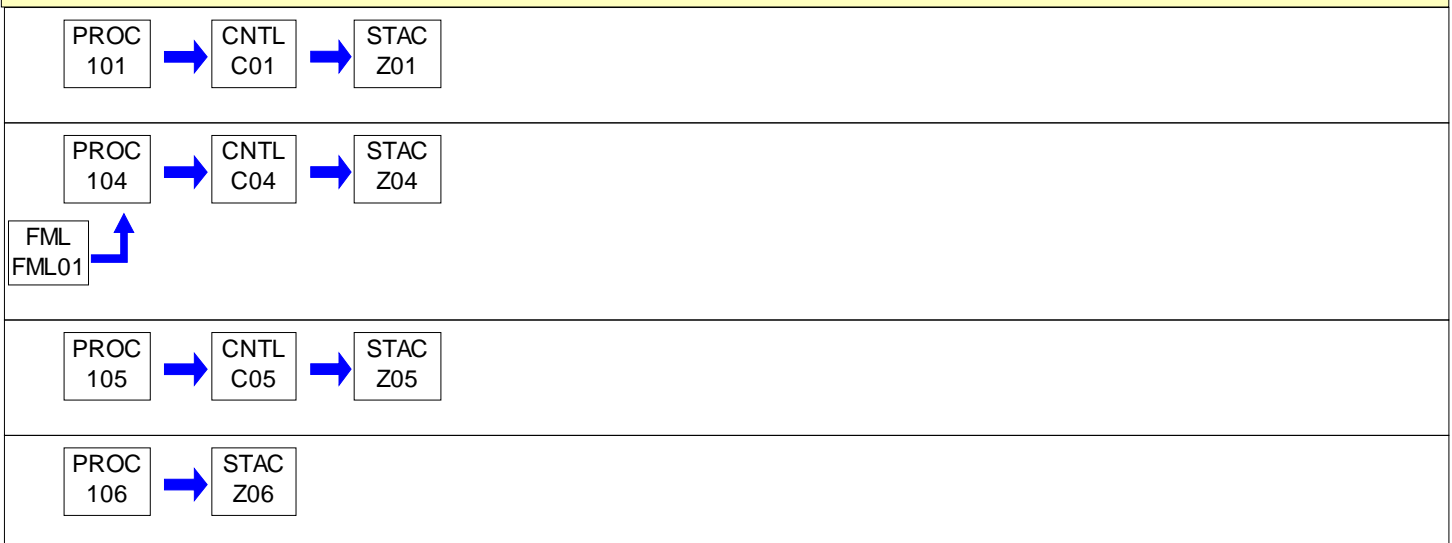 PROC
101
CNTL
C01
STAC
Z01
PROC
104
CNTL
C04
STAC
Z04
FML
FML01
PROC
105
CNTL
C05
STAC
Z05
PROC
106
STAC
Z06